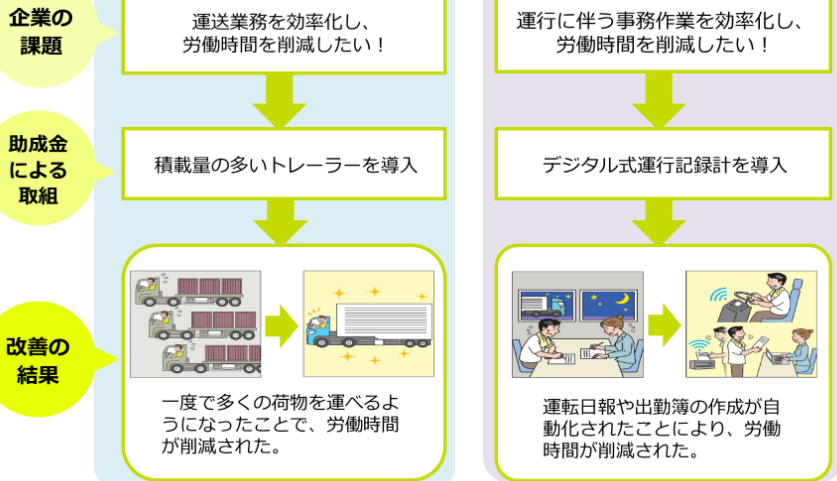 企業の
課題
運送業務を効率化し、
労働時間を削減したい！
運行に伴う事務作業を効率化し、
労働時間を削減したい！
助成金
による
取組
積載量の多いトレーラーを導入
デジタル式運行記録計を導入
改善の
結果
一度で多くの荷物を運べるよ
うになったことで、労働時間
が削減された。
運転日報や出勤簿の作成が自
動化されたことにより、労働
時間が削減された。